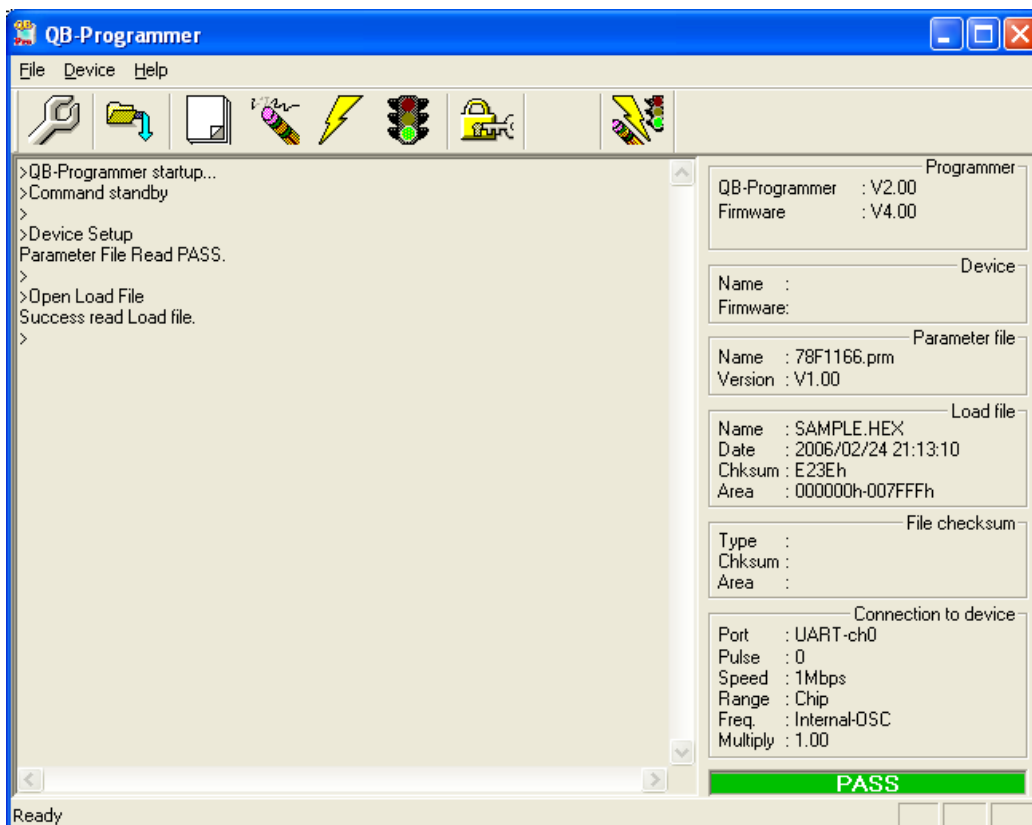 QB-Programmer
File Device Help
>QB-Programmer startup...
>Command standby
>
>Device Setup
Parameter File Read PASS.
>
>Open Load File
Success read Load file.
>
Programmer
QB-Programmer : V2.00
Firmware : V4.00
Device
Name :
Firmware:
Parameter file
Name : 78F1166.prm
Version : V1.00
Load file
Name : SAMPLE.HEX
Date : 2006/02/24 21:13:10
Chksum : E23Eh
Area : 000000h-007FFFh
File checksum
Type :
Chksum :
Area :
Connection to device
Port : UART-ch0
Pulse : 0
Speed : 1Mbps
Range : Chip
Freq. : Internal-OSC
Multiply : 1.00
PASS
Ready